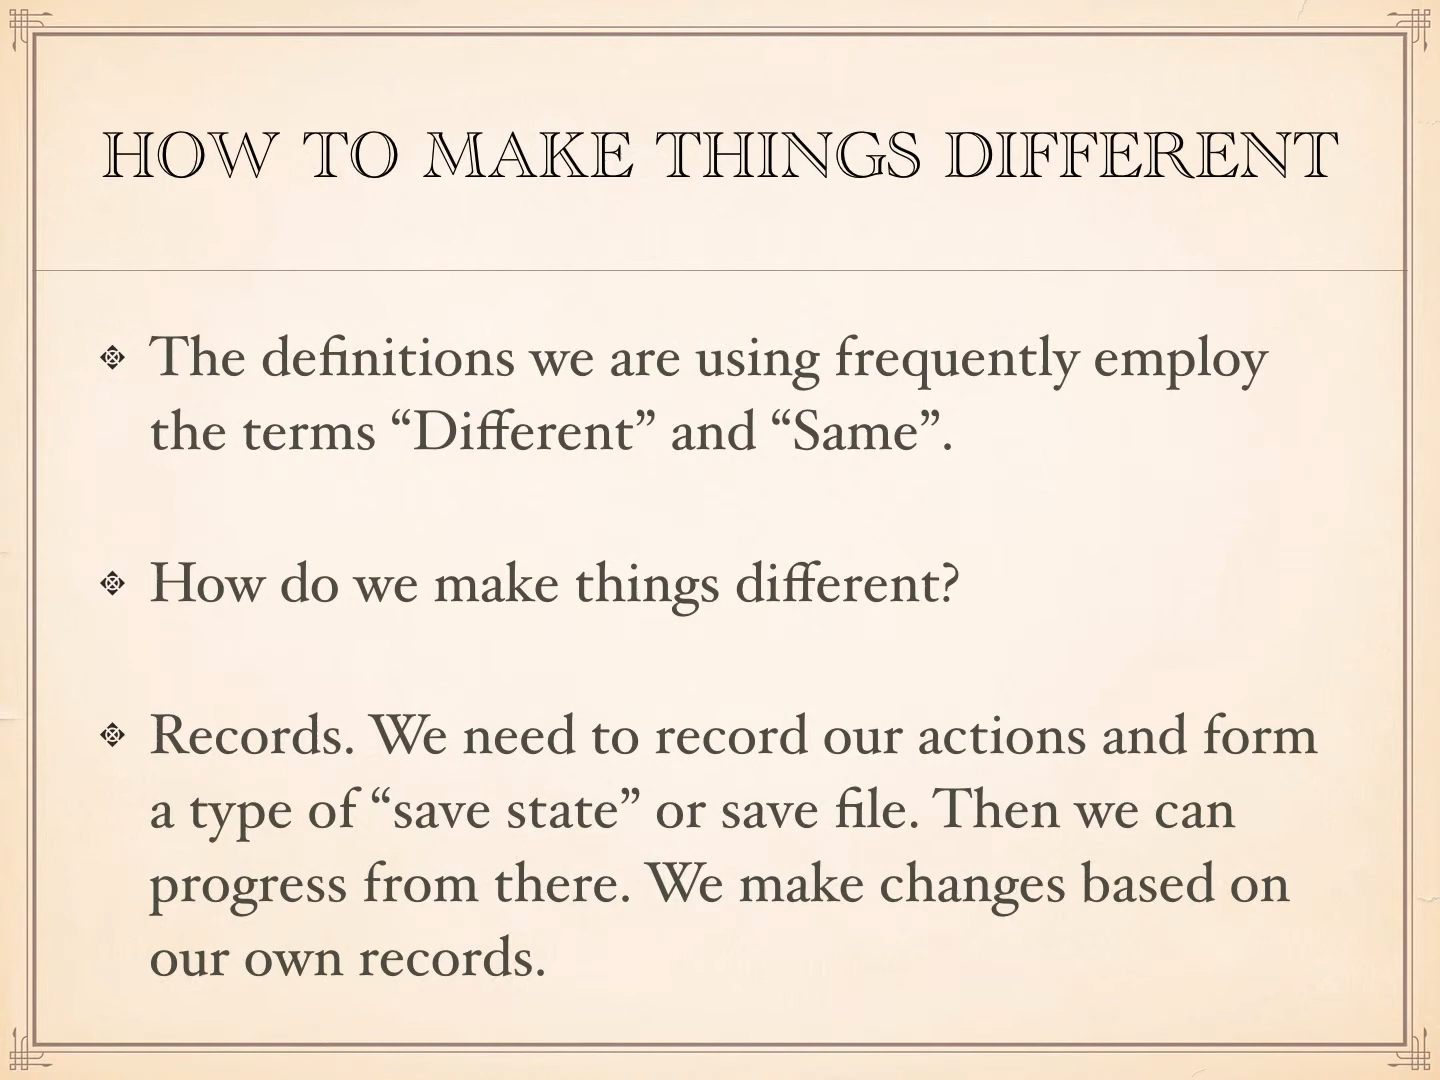 HOW TO MAKE THINGS DIFFERENT
The definitions we are using frequently employ
the terms “Different” and “Same”.
How do we make things different?
Records. We need to record our actions and form
a type of “save state” or save file. Then we can
progress from there. We make changes based on
our own records.